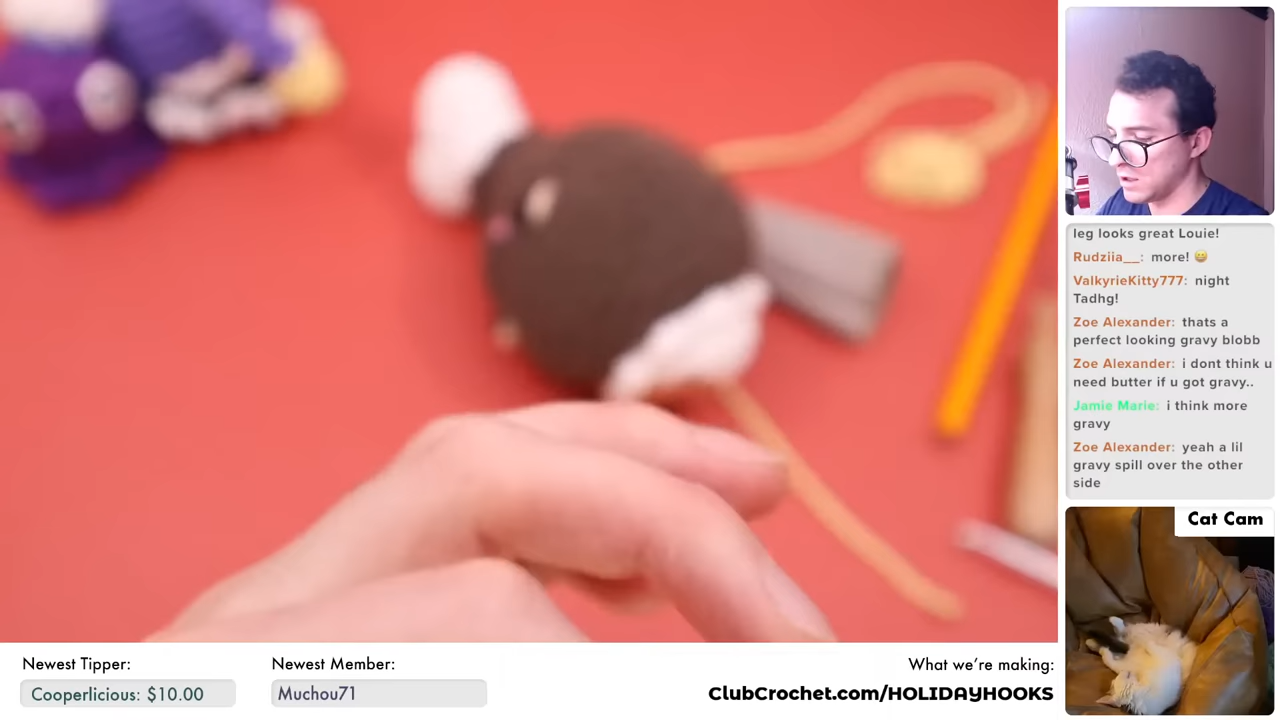 leg looks great Louie!
Rudziia__: more! 😄
ValkyrieKitty777: night
Tadhg!
Zoe Alexander: thats a
perfect looking gravy blobb
Zoe Alexander: i dont think u
need butter if u got gravy..
Jamie Marie: i think more
gravy
Zoe Alexander: yeah a lil
gravy spill over the other
side
Cat Cam
Newest Tipper:
Cooperlicious: $10.00
Newest Member:
Muchou71
What we're making:
ClubCrochet.com/HOLIDAYHOOKS